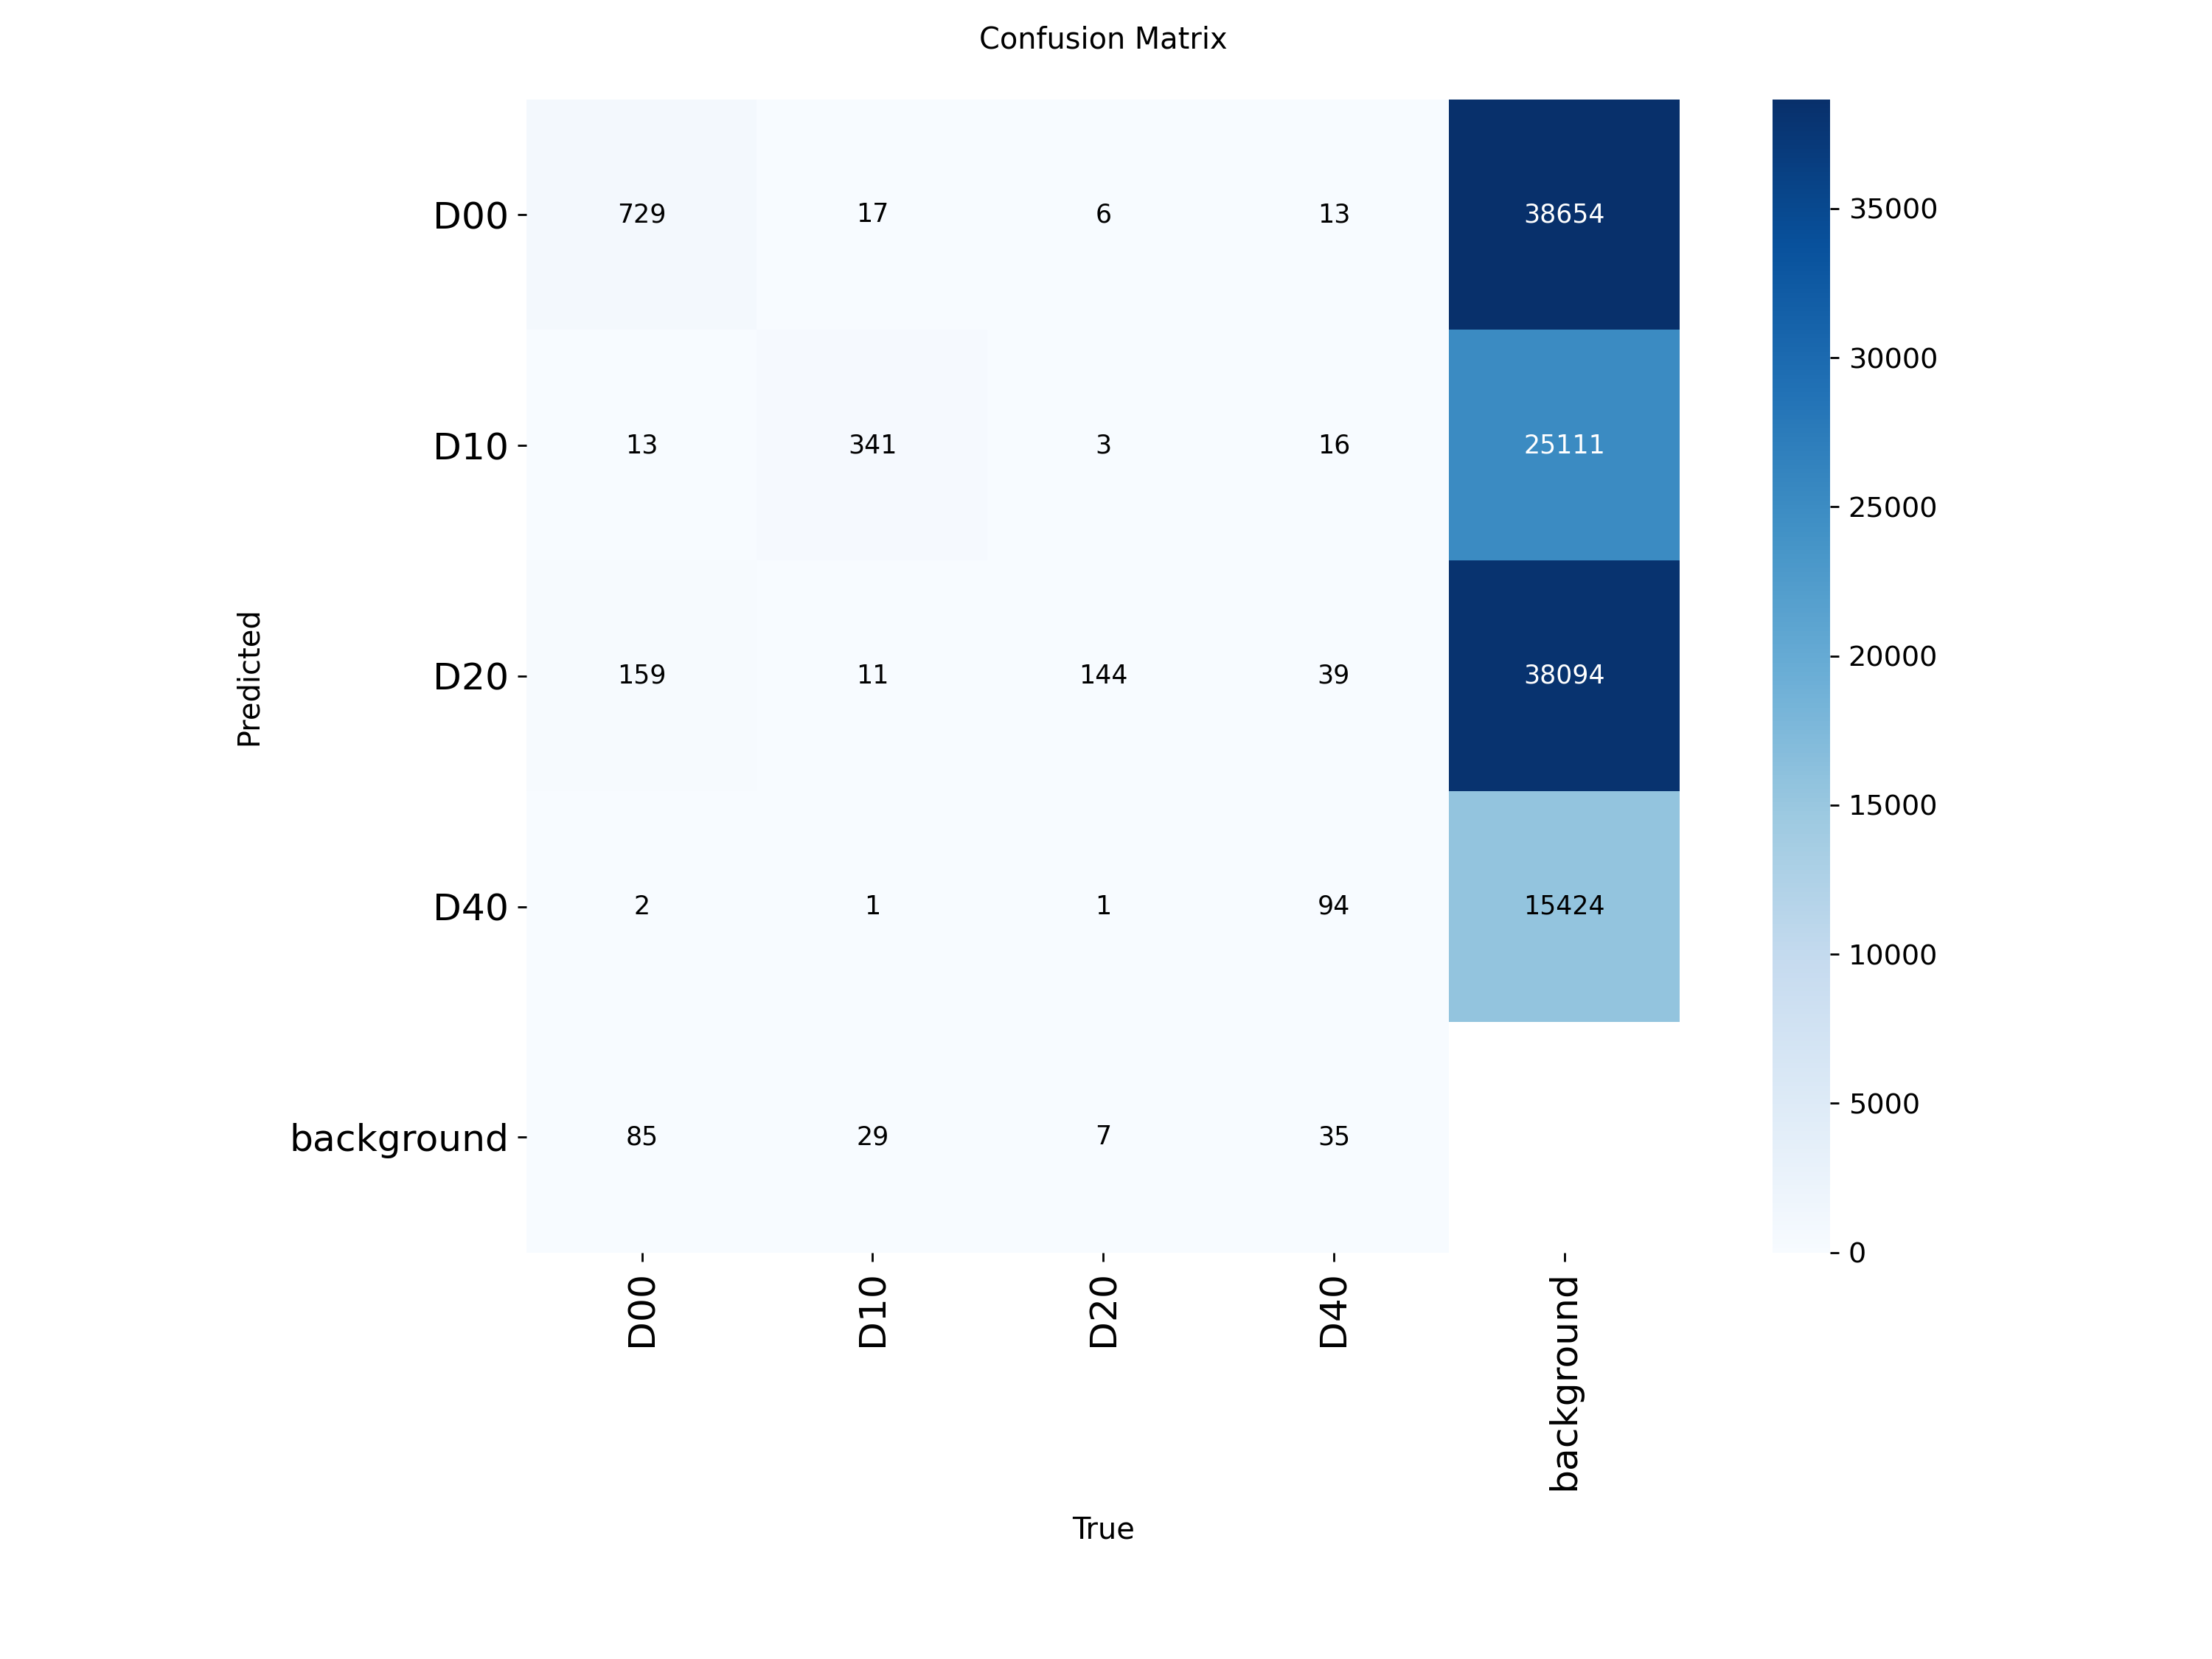 Confusion Matrix
D00 729 17 6 13 38654
D10 13 341 3 16 25111
D20 159 11 144 39 38094
D40 2 1 1 94 15424
background 85 29 7 35
Predicted
D00 D10 D20 D40 background
True
35000
30000
25000
20000
15000
10000
5000
0